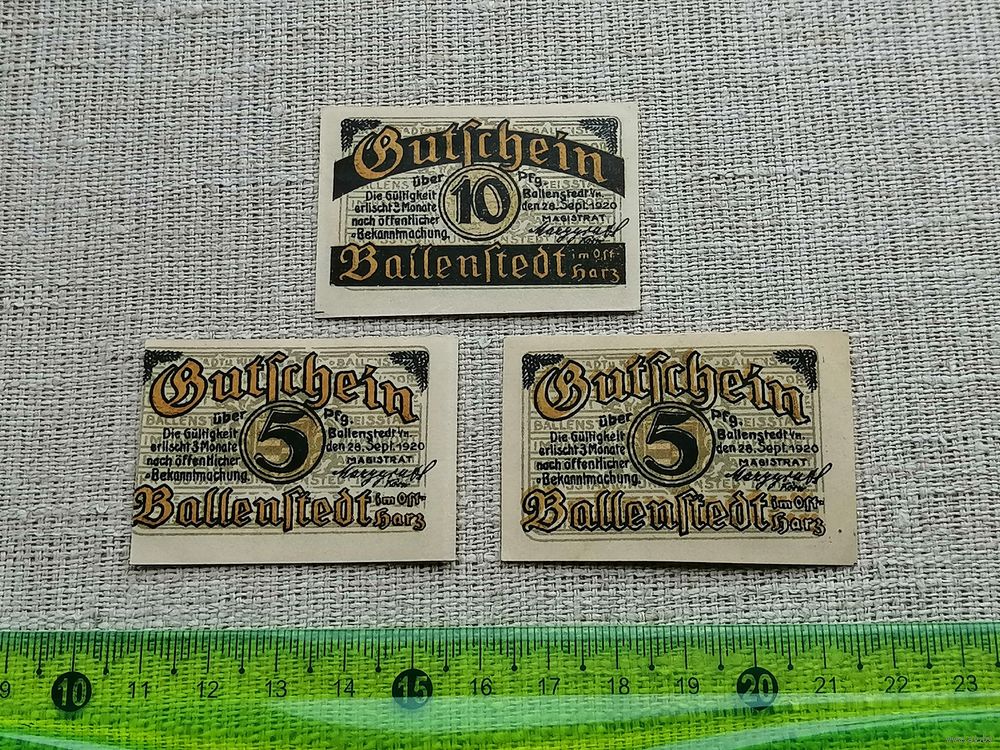 Gutschein
über 10 Pfg.
Die Gültigkeit Ballenstedt /H.
erlischt 3 Monate den 28. Sept. 1920
nach öffentlicher MAGISTRAT
Bekanntmachung.
Ballenstedt im Ost-
Harz
Gutschein
über 5 Pfg.
Die Gültigkeit Ballenstedt /H.
erlischt 3 Monate den 28. Sept. 1920
nach öffentlicher MAGISTRAT
Bekanntmachung.
Ballenstedt im Ost-
Harz
Gutschein
über 5 Pfg.
Die Gültigkeit Ballenstedt /H.
erlischt 3 Monate den 28. Sept. 1920
nach öffentlicher MAGISTRAT
Bekanntmachung.
Ballenstedt im Ost-
Harz
9 10 11 12 13 14 15 16 17 18 19 20 21 22 23